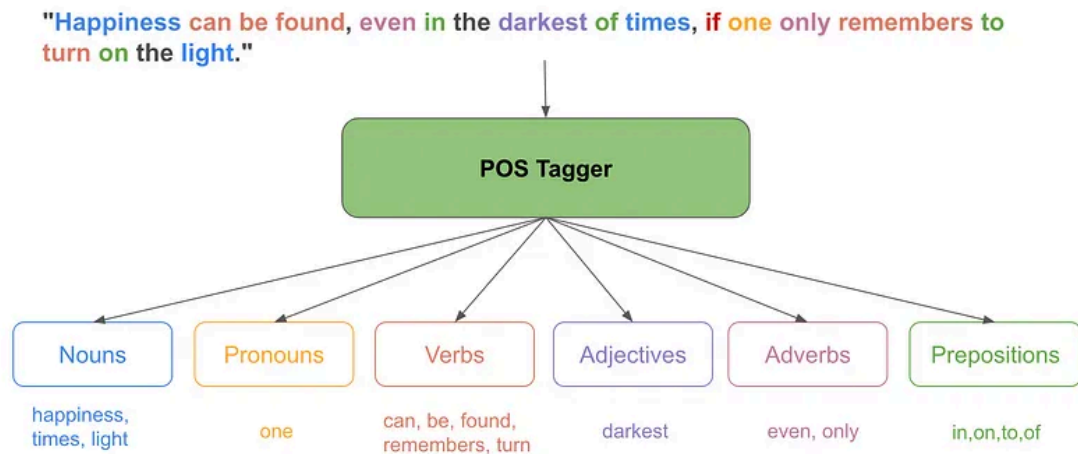 "Happiness can be found, even in the darkest of times, if one only remembers to
turn on the light."
POS Tagger
Nouns
Pronouns
Verbs
Adjectives
Adverbs
Prepositions
happiness,
times, light
one
can, be, found,
remembers, turn
darkest
even, only
in,on,to,of